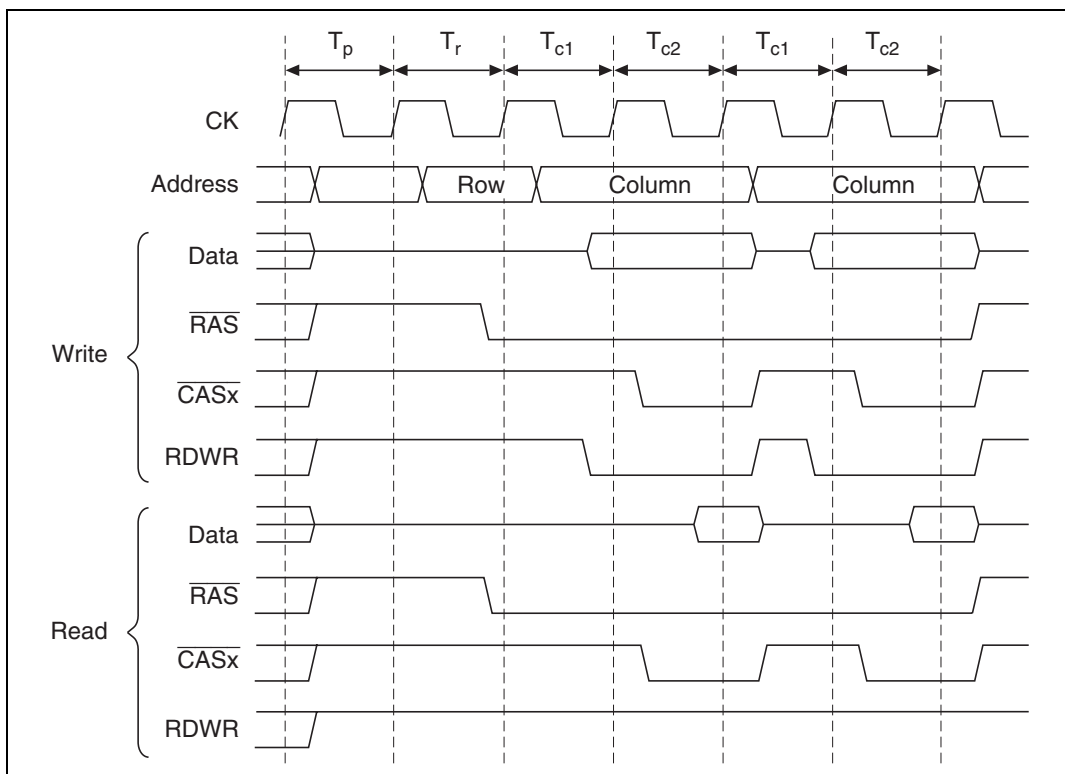 Tp Tr Tc1 Tc2 Tc1 Tc2
CK
Address Row Column Column
Write
Data
RAS
CASx
RDWR
Read
Data
RAS
CASx
RDWR